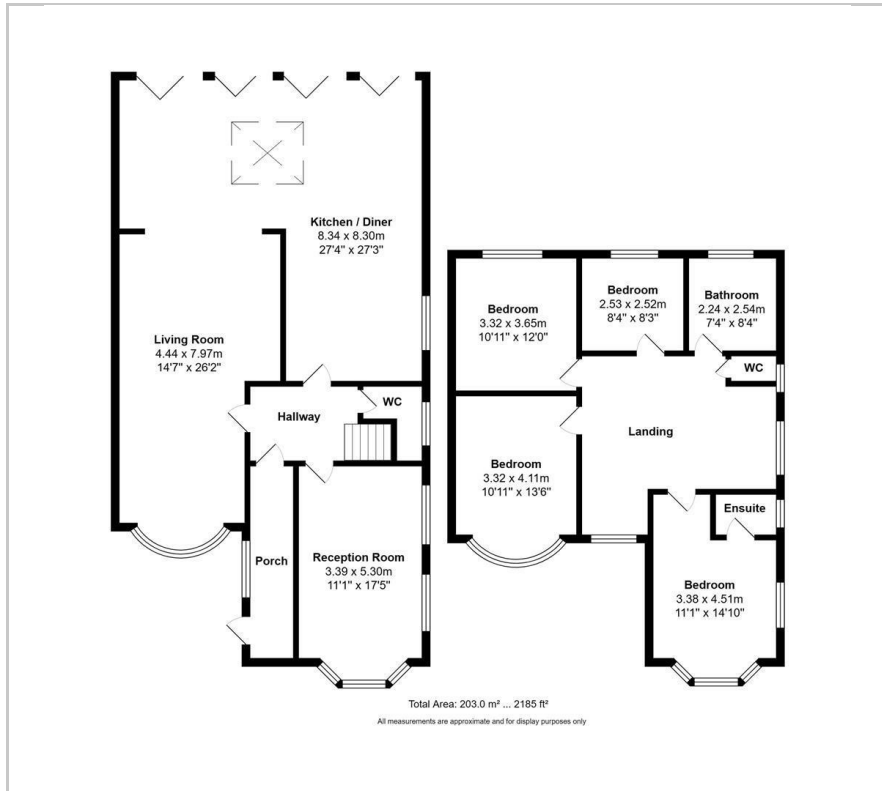 Kitchen / Diner
8.34 x 8.30m
27'4" x 27'3"
Living Room
4.44 x 7.97m
14'7" x 26'2"
Hallway
WC
Porch
Reception Room
3.39 x 5.30m
11'1" x 17'5"
Bedroom
3.32 x 3.65m
10'11" x 12'0"
Bedroom
2.53 x 2.52m
8'4" x 8'3"
Bathroom
2.24 x 2.54m
7'4" x 8'4"
WC
Landing
Bedroom
3.32 x 4.11m
10'11" x 13'6"
Ensuite
Bedroom
3.38 x 4.51m
11'1" x 14'10"
Total Area: 203.0 m² ... 2185 ft²
All measurements are approximate and for display purposes only